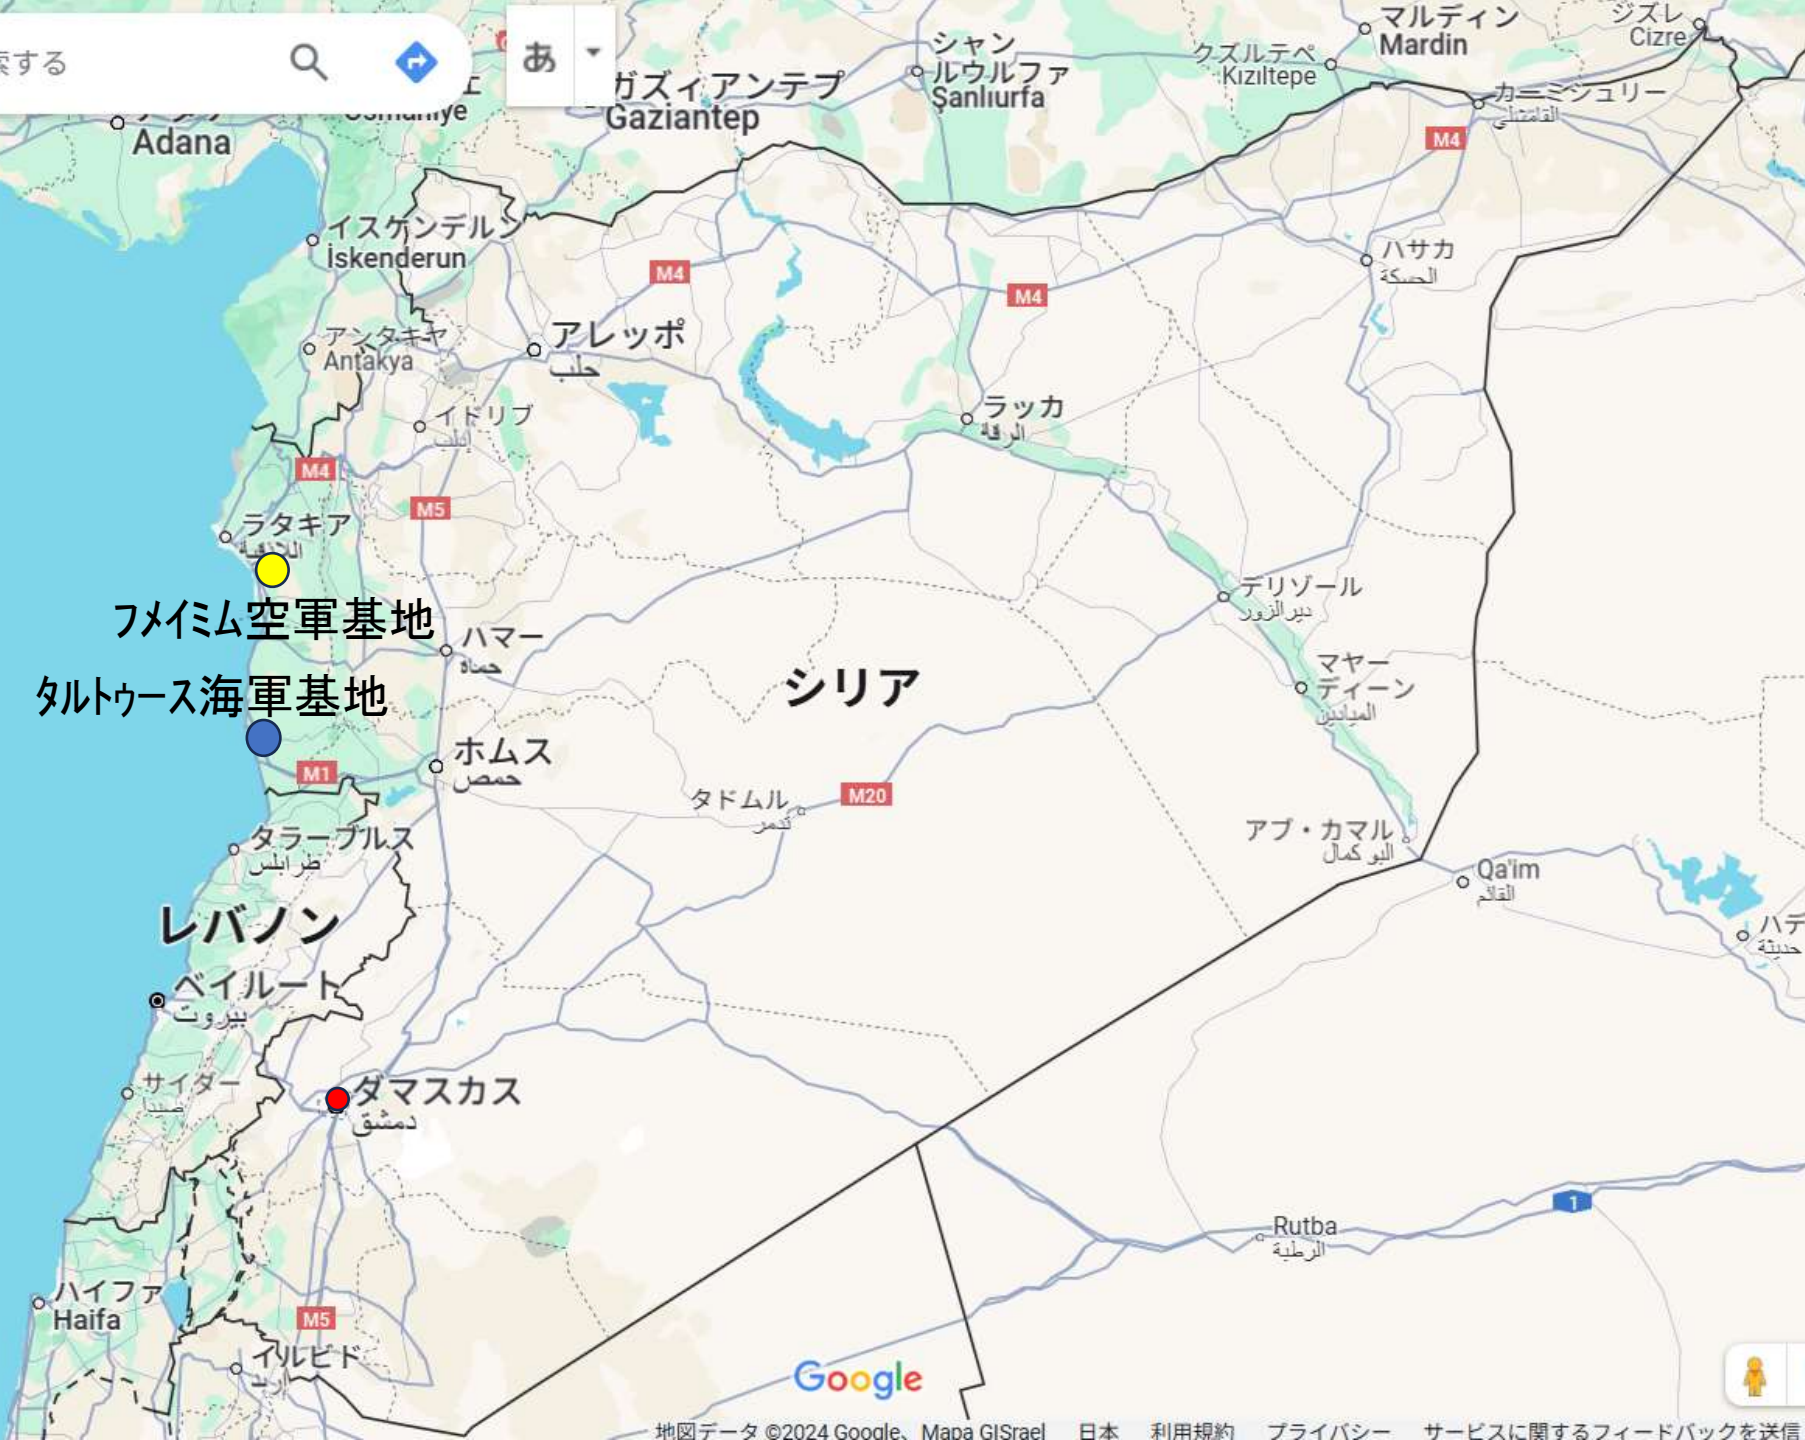 索する
あ
Adana
Osmaniye
ガズィアンテプ
Gaziantep
シャン
ルウルファ
Şanlıurfa
クズルテペ
Kızıltepe
マルディン
Mardin
ジズレ
Cizre
カーミシュリー
القامشلي
M4
イスケンデルン
İskenderun
M4
M4
ハサカ
الحسكة
アンタキヤ
Antakya
アレッポ
حلب
イドリブ
إدلب
ラッカ
الرقة
M4
M5
ラタキア
اللاذقية
フメイミム空軍基地
ハマー
حماة
デリゾール
دير الزور
タルトゥース海軍基地
シリア
マヤー
ディーン
الميادين
ホムス
حمص
M1
タドムル
تدمر
M20
アブ・カマル
البو كمال
タラーブルス
طرابلس
Qa'im
القائم
レバノン
ハデ
حديثة
ベイルート
بيروت
サイダー
صيدا
ダマスカス
دمشق
1
Rutba
الرطبة
ハイファ
Haifa
M5
イルビド
Google
地図データ ©2024 Google、Mapa GISrael 日本 利用規約 プライバシー サービスに関するフィードバックを送信